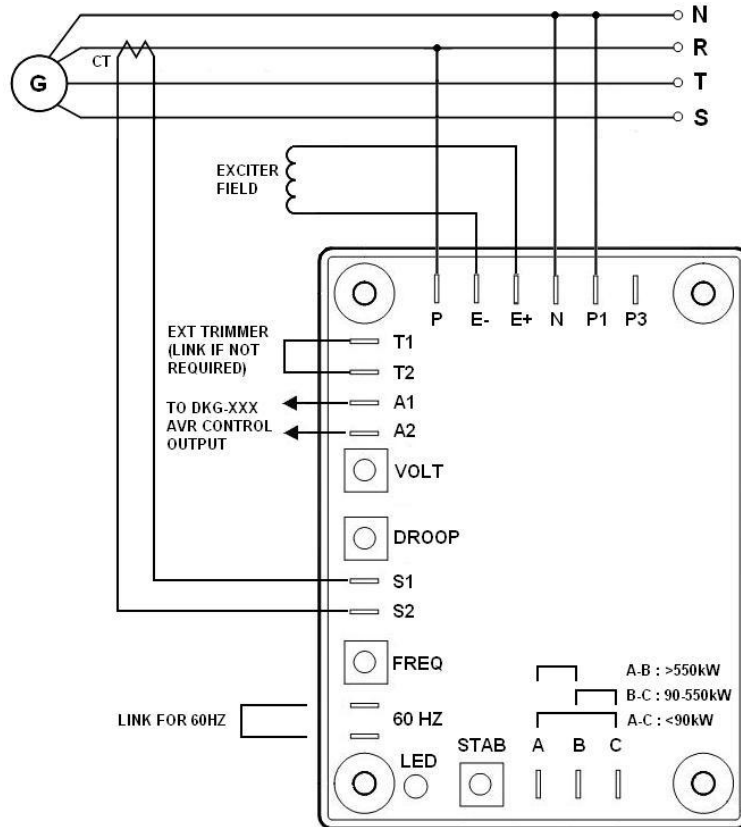 N
R
CT
G
T
S
EXCITER
FIELD
P E- E+ N P1 P3
EXT TRIMMER
(LINK IF NOT
REQUIRED)
T1
T2
TO DKG-XXX
AVR CONTROL
OUTPUT
A1
A2
VOLT
DROOP
S1
S2
FREQ
A-B : >550kW
B-C : 90-550kW
A-C : <90kW
LINK FOR 60HZ
60 HZ
LED
STAB
A B C